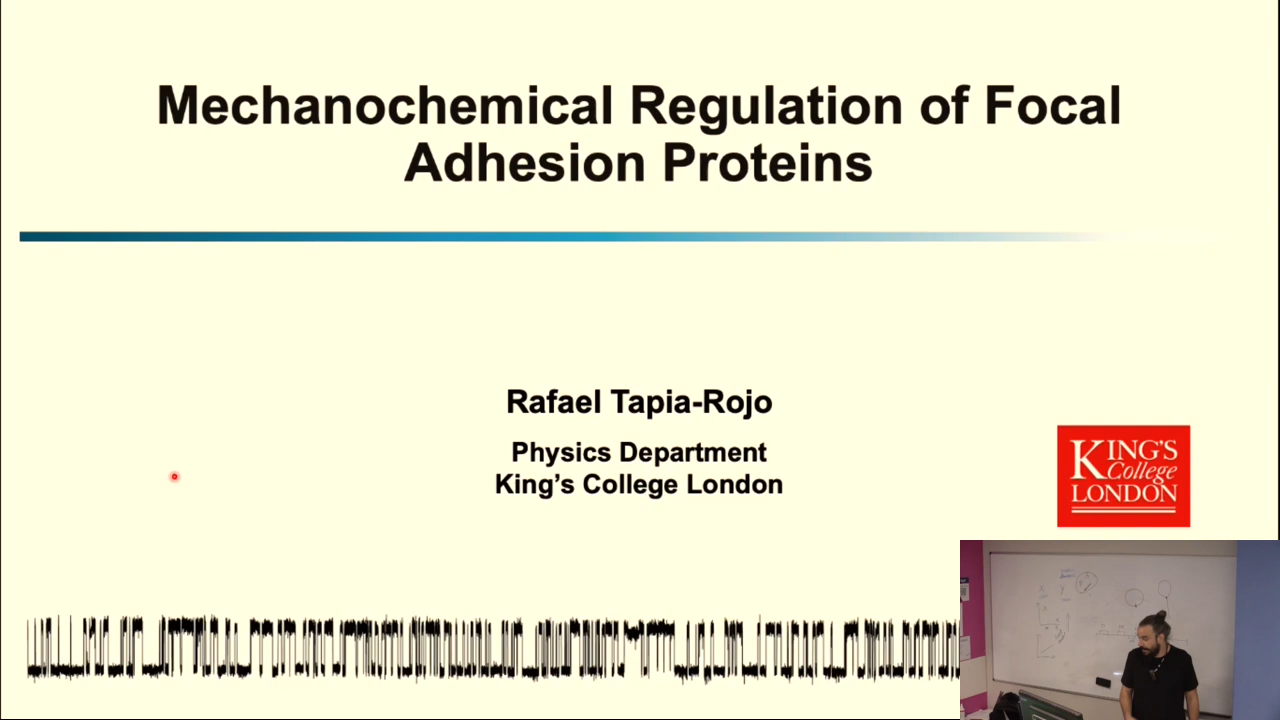 Mechanochemical Regulation of Focal
Adhesion Proteins
Rafael Tapia-Rojo
Physics Department
King's College London
KING'S
College
LONDON